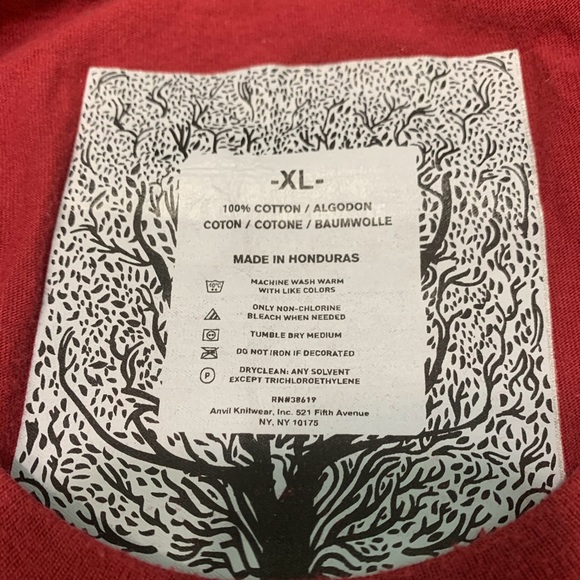 -XL-
100% COTTON / ALGODON
COTON / COTONE / BAUMWOLLE
MADE IN HONDURAS
MACHINE WASH WARM
WITH LIKE COLORS
ONLY NON-CHLORINE
BLEACH WHEN NEEDED
TUMBLE DRY MEDIUM
DO NOT IRON IF DECORATED
P
DRYCLEAN: ANY SOLVENT
EXCEPT TRICHLOROETHYLENE
RN#38619
Anvil Knitwear, Inc. 521 Fifth Avenue
NY, NY 10175